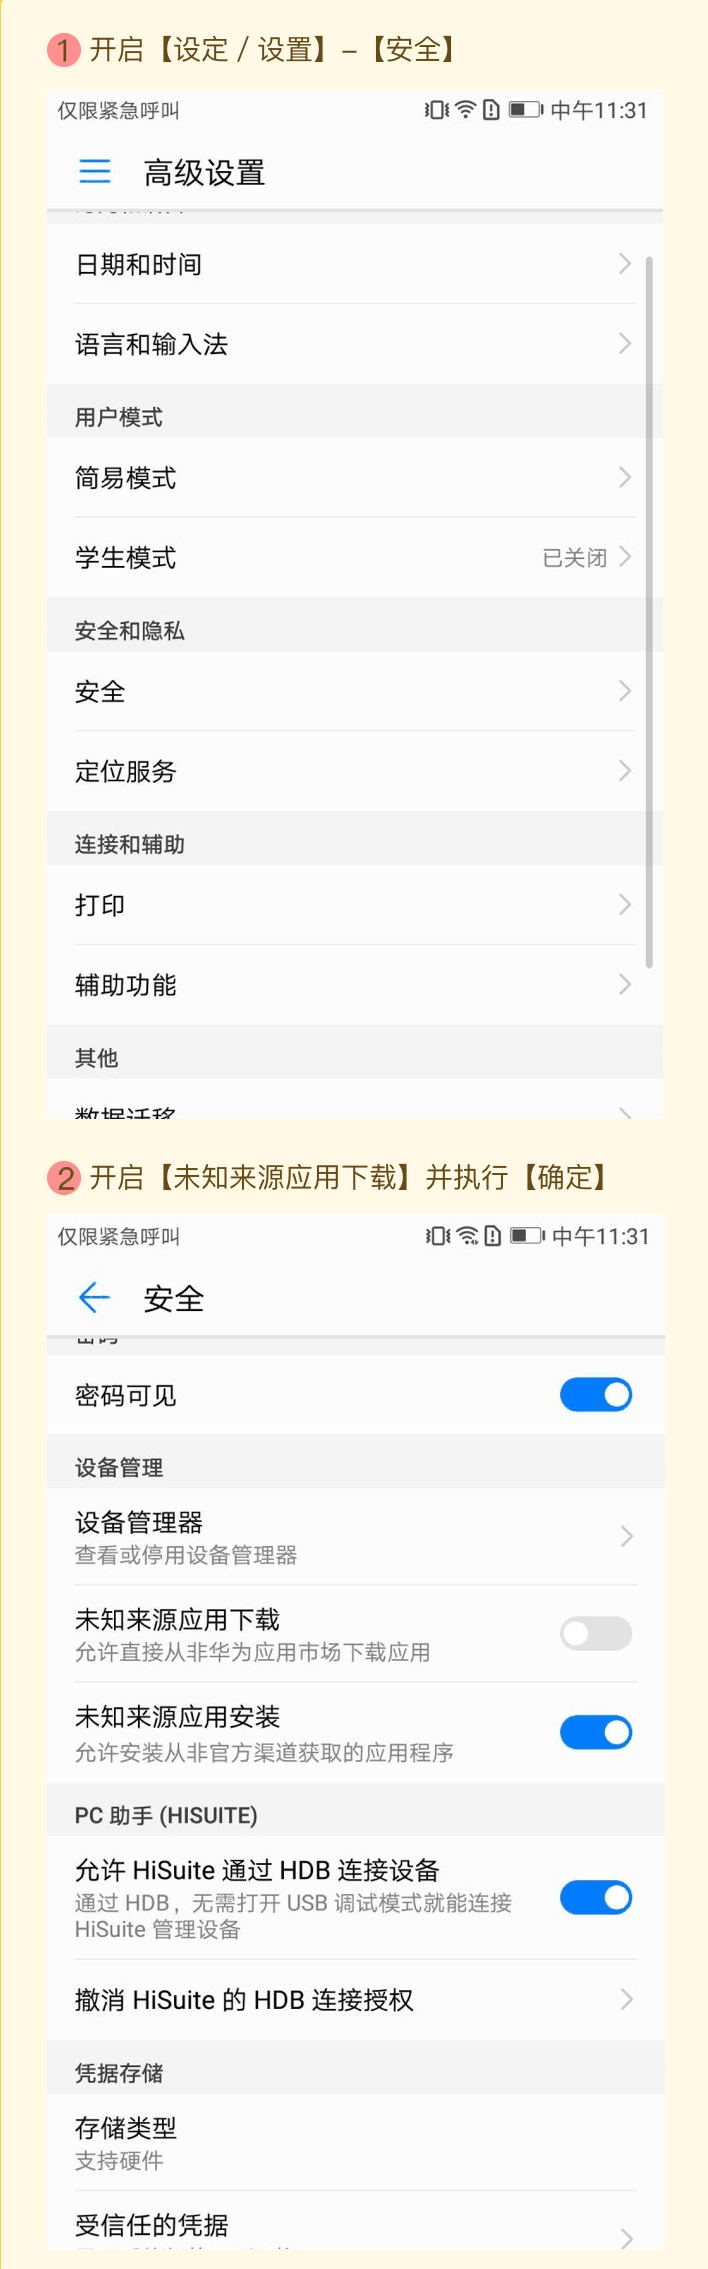 1 开启【设定 / 设置】–【安全】
仅限紧急呼叫 中午11:31
高级设置
日期和时间
语言和输入法
用户模式
简易模式
学生模式 已关闭
安全和隐私
安全
定位服务
连接和辅助
打印
辅助功能
其他
数据迁移
2 开启【未知来源应用下载】并执行【确定】
仅限紧急呼叫 中午11:31
安全
密码可见
设备管理
设备管理器
查看或停用设备管理器
未知来源应用下载
允许直接从非华为应用市场下载应用
未知来源应用安装
允许安装从非官方渠道获取的应用程序
PC 助手 (HISUITE)
允许 HiSuite 通过 HDB 连接设备
通过 HDB，无需打开 USB 调试模式就能连接
HiSuite 管理设备
撤消 HiSuite 的 HDB 连接授权
凭据存储
存储类型
支持硬件
受信任的凭据